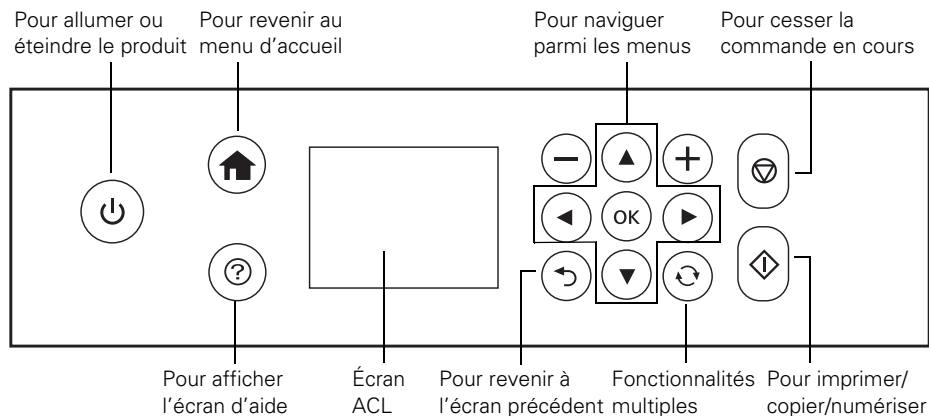 Pour allumer ou
éteindre le produit
Pour revenir au
menu d'accueil
Pour naviguer
parmi les menus
Pour cesser la
commande en cours
OK
?
Pour afficher
l'écran d'aide
Écran
ACL
Pour revenir à
l'écran précédent
Fonctionnalités
multiples
Pour imprimer/
copier/numériser